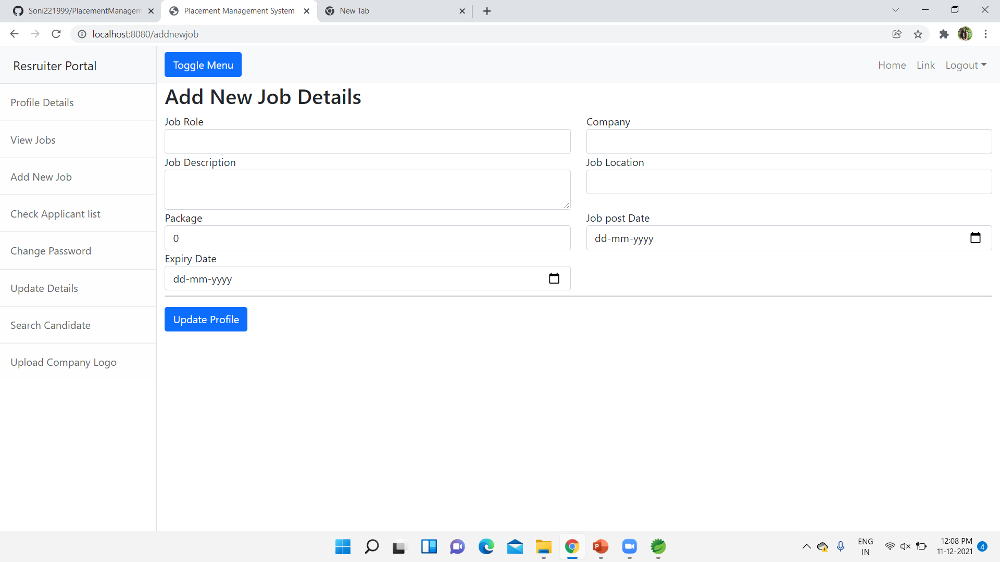 Soni221999/PlacementManagem
Placement Management System
New Tab
localhost:8080/addnewjob
Resruiter Portal
Toggle Menu
Home
Link
Logout
Profile Details
View Jobs
Add New Job
Check Applicant list
Change Password
Update Details
Search Candidate
Upload Company Logo
Add New Job Details
Job Role
Company
Job Description
Job Location
Package
0
Job post Date
dd-mm-yyyy
Expiry Date
dd-mm-yyyy
Update Profile
P
ENG
IN
12:08 PM
11-12-2021
4